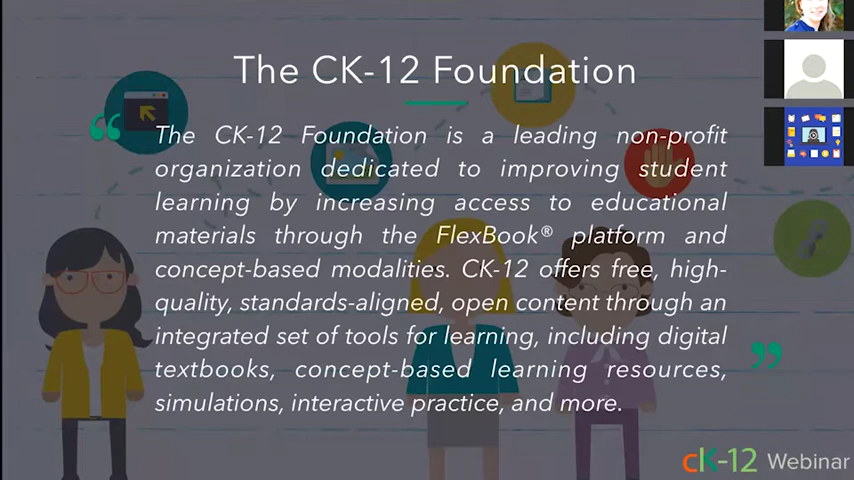 The CK-12 Foundation
“
The CK-12 Foundation is a leading non-profit
organization dedicated to improving student
learning by increasing access to educational
materials through the FlexBook® platform and
concept-based modalities. CK-12 offers free, high-
quality, standards-aligned, open content through an
integrated set of tools for learning, including digital
textbooks, concept-based learning resources,
simulations, interactive practice, and more.
”
cK-12 Webinar